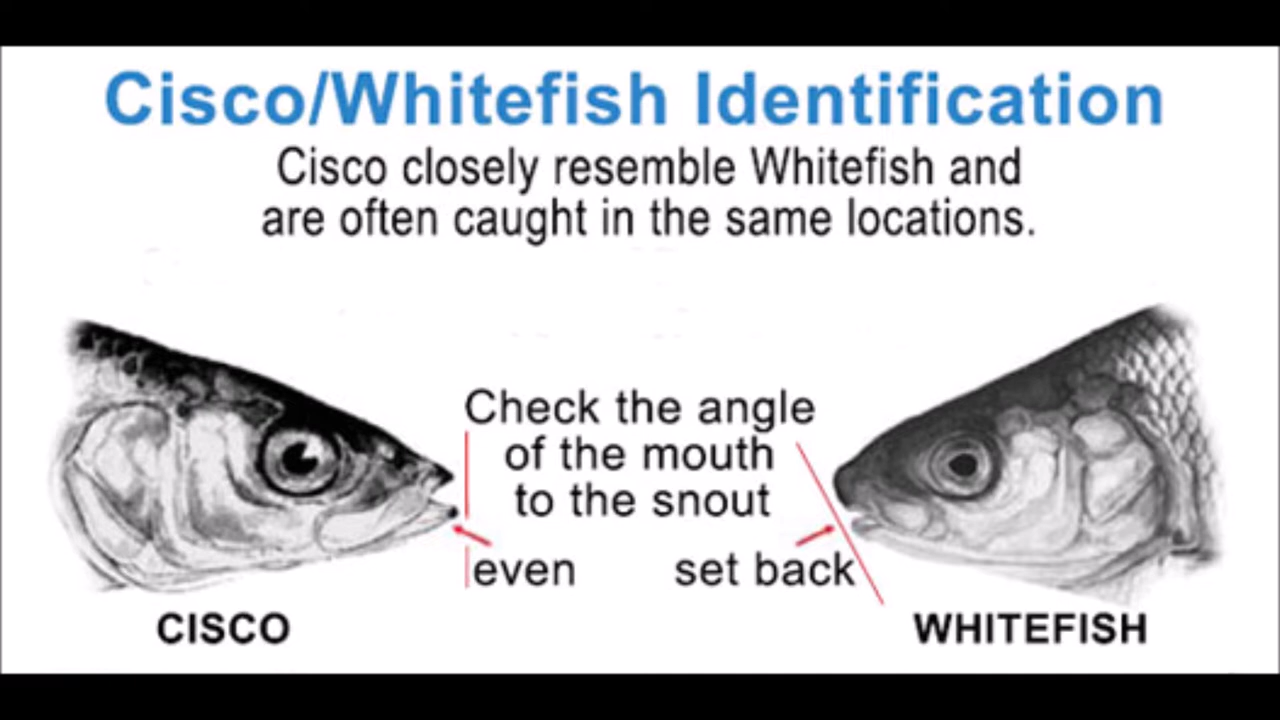 Cisco/Whitefish Identification
Cisco closely resemble Whitefish and
are often caught in the same locations.
Check the angle
of the mouth
to the snout
even
set back
CISCO
WHITEFISH